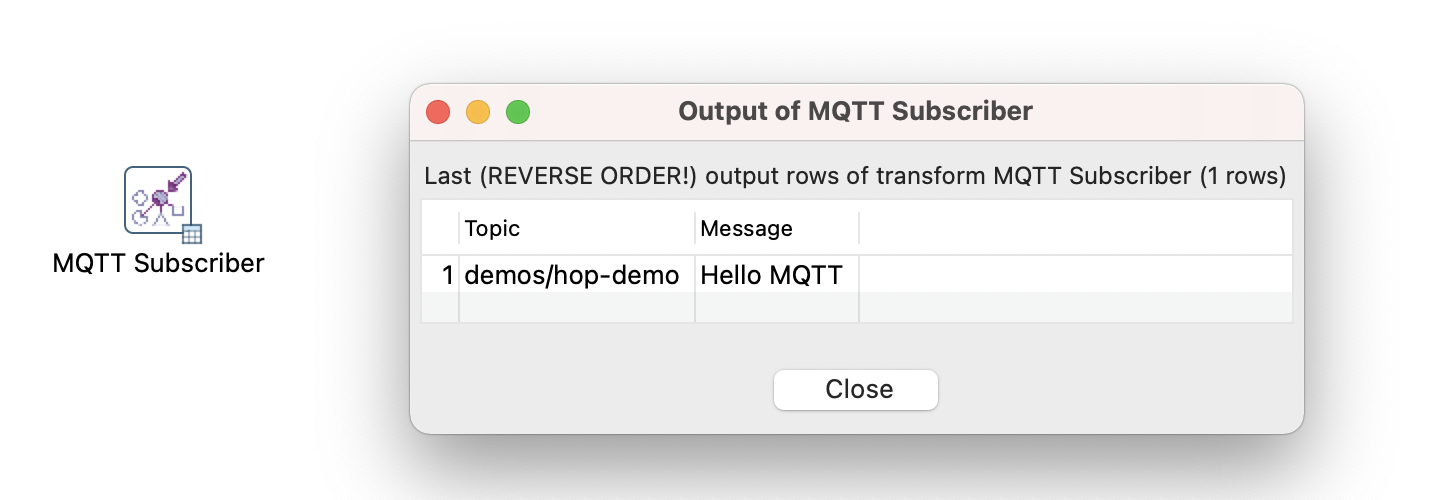 Output of MQTT Subscriber
Last (REVERSE ORDER!) output rows of transform MQTT Subscriber (1 rows)
Topic Message
1 demos/hop-demo Hello MQTT
MQTT Subscriber
Close